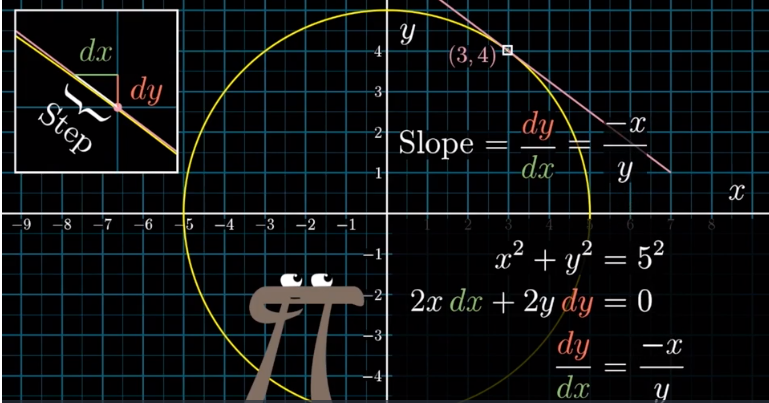 dx
dy
Step
y
(3, 4)
Slope = dy/dx = −x/y
x
4
3
2
1
−9 −8 −7 −6 −5 −4 −3 −2 −1 1 2 3 4 5 6 7 8
−1
−2
−3
−4
x² + y² = 5²
2x dx + 2y dy = 0
dy/dx = −x/y